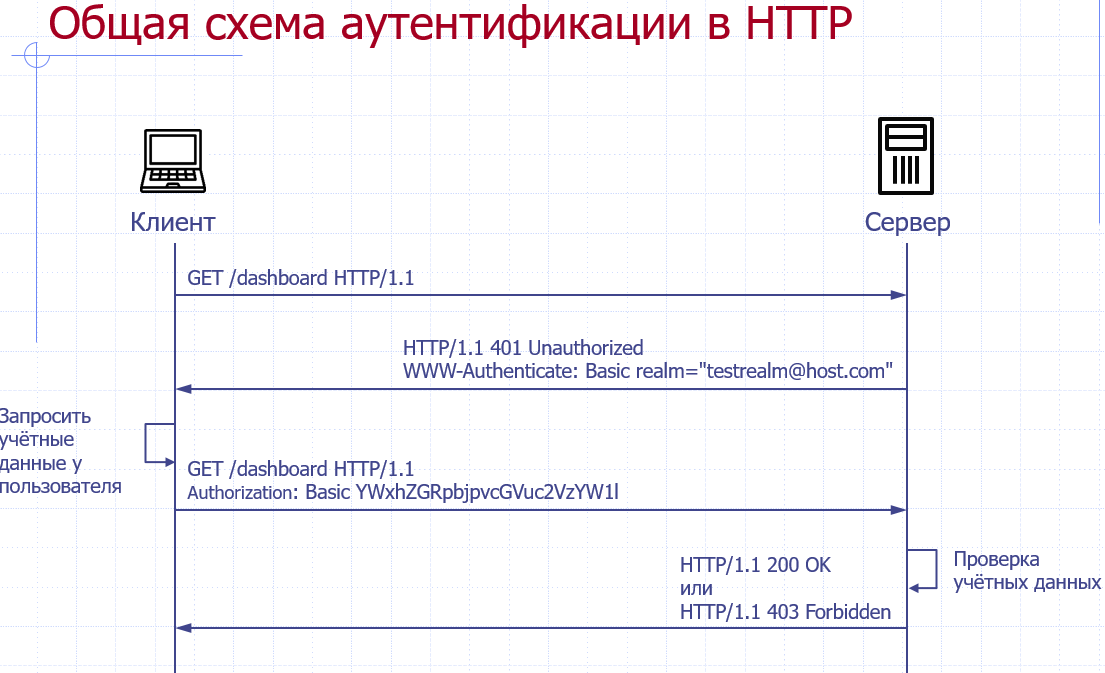 Общая схема аутентификации в HTTP
Клиент
Сервер
GET /dashboard HTTP/1.1
HTTP/1.1 401 Unauthorized
WWW-Authenticate: Basic realm="testrealm@host.com"
Запросить
учётные
данные у
пользователя
GET /dashboard HTTP/1.1
Authorization: Basic YWxhZGRpbjpvcGVuc2VzYW1l
Проверка
учётных данных
HTTP/1.1 200 OK
или
HTTP/1.1 403 Forbidden